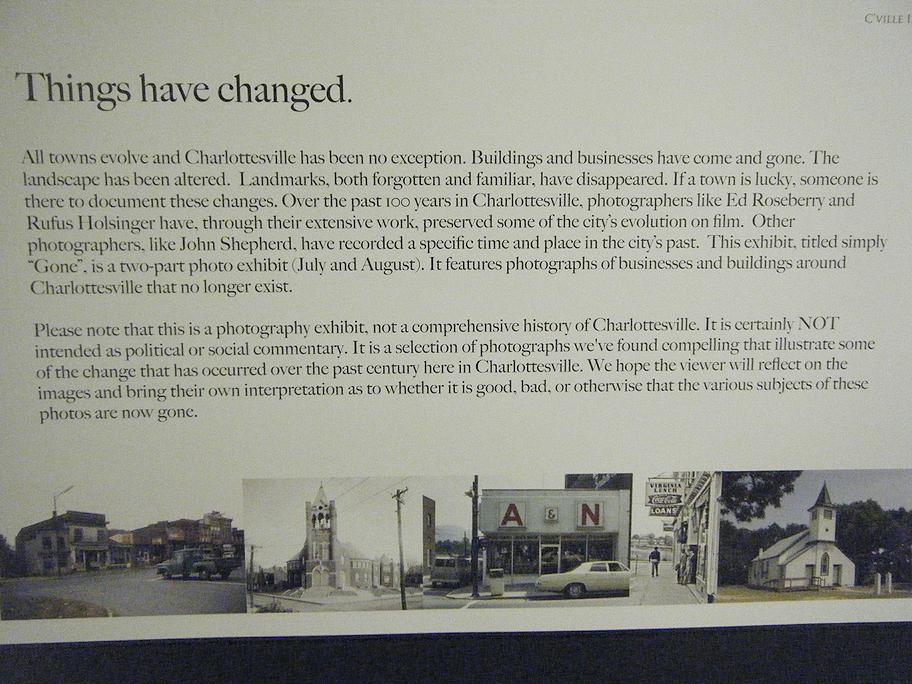 C'VILLE
Things have changed.
All towns evolve and Charlottesville has been no exception. Buildings and businesses have come and gone. The
landscape has been altered. Landmarks, both forgotten and familiar, have disappeared. If a town is lucky, someone is
there to document these changes. Over the past 100 years in Charlottesville, photographers like Ed Roseberry and
Rufus Holsinger have, through their extensive work, preserved some of the city's evolution on film. Other
photographers, like John Shepherd, have recorded a specific time and place in the city's past. This exhibit, titled simply
"Gone", is a two-part photo exhibit (July and August). It features photographs of businesses and buildings around
Charlottesville that no longer exist.
Please note that this is a photography exhibit, not a comprehensive history of Charlottesville. It is certainly NOT
intended as political or social commentary. It is a selection of photographs we've found compelling that illustrate some
of the change that has occurred over the past century here in Charlottesville. We hope the viewer will reflect on the
images and bring their own interpretation as to whether it is good, bad, or otherwise that the various subjects of these
photos are now gone.
A & N
VIRGINIA
LUNCH
Coca-Cola
LOANS